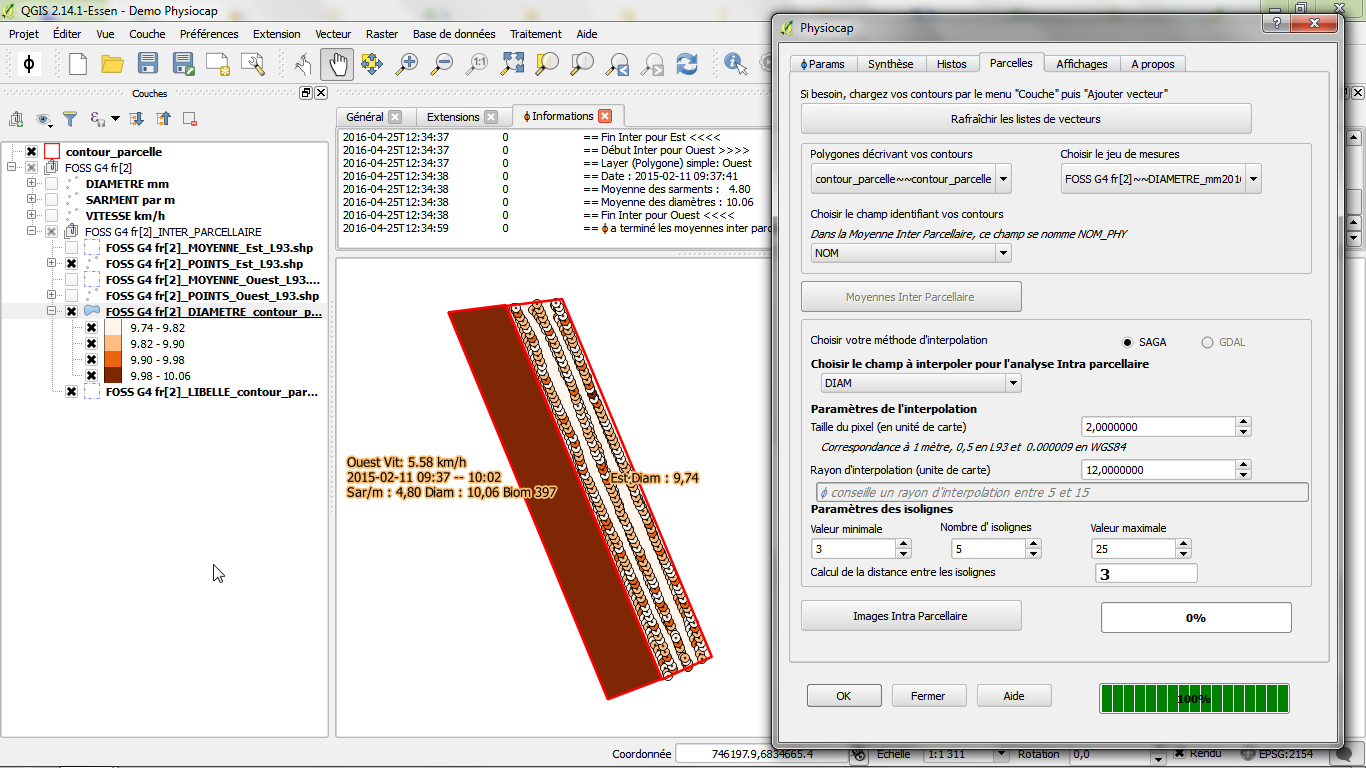 QGIS 2.14.1-Essen - Demo Physiocap
Projet Éditer Vue Couche Préférences Extension Vecteur Raster Base de données Traitement Aide
Couches
contour_parcelle
FOSS G4 fr[2]
DIAMETRE mm
SARMENT par m
VITESSE km/h
FOSS G4 fr[2]_INTER_PARCELLAIRE
FOSS G4 fr[2]_MOYENNE_Est_L93.shp
FOSS G4 fr[2]_POINTS_Est_L93.shp
FOSS G4 fr[2]_MOYENNE_Ouest_L93....
FOSS G4 fr[2]_POINTS_Ouest_L93.shp
FOSS G4 fr[2]_DIAMETRE_contour_p...
9.74 - 9.82
9.82 - 9.90
9.90 - 9.98
9.98 - 10.06
FOSS G4 fr[2]_LIBELLE_contour_par...
Général Extensions ϕ Informations
2016-04-25T12:34:37 0 == Fin Inter pour Est <<<<
2016-04-25T12:34:37 0 == Début Inter pour Ouest >>>>
2016-04-25T12:34:37 0 == Layer (Polygone) simple: Ouest
2016-04-25T12:34:38 0 == Date : 2015-02-11 09:37:41
2016-04-25T12:34:38 0 == Moyenne des sarments : 4.80
2016-04-25T12:34:38 0 == Moyenne des diamètres : 10.06
2016-04-25T12:34:38 0 == Fin Inter pour Ouest <<<<
2016-04-25T12:34:59 0 == ϕ a terminé les moyennes inter parc
Ouest Vit: 5.58 km/h
2015-02-11 09:37 -- 10:02
Sar/m : 4,80 Diam : 10,06 Biom 397
Est Diam : 9,74
Coordonnée 746197.9,6834665.4 Echelle 1:1 311 Rotation 0,0 Rendu EPSG:2154
Physiocap
ϕ Params Synthèse Histos Parcelles Affichages A propos
Si besoin, chargez vos contours par le menu "Couche" puis "Ajouter vecteur"
Rafraîchir les listes de vecteurs
Polygones décrivant vos contours Choisir le jeu de mesures
contour_parcelle~~contour_parcelle FOSS G4 fr[2]~~DIAMETRE_mm201
Choisir le champ identifiant vos contours
Dans la Moyenne Inter Parcellaire, ce champ se nomme NOM_PHY
NOM
Moyennes Inter Parcellaire
Choisir votre méthode d'interpolation SAGA GDAL
Choisir le champ à interpoler pour l'analyse Intra parcellaire
DIAM
Paramètres de l'interpolation
Taille du pixel (en unité de carte) 2,0000000
Correspondance à 1 mètre, 0,5 en L93 et 0.000009 en WGS84
Rayon d'interpolation (unite de carte) 12,0000000
ϕ conseille un rayon d'interpolation entre 5 et 15
Paramètres des isolignes
Valeur minimale Nombre d' isolignes Valeur maximale
3 5 25
Calcul de la distance entre les isolignes 3
Images Intra Parcellaire 0%
OK Fermer Aide 100%